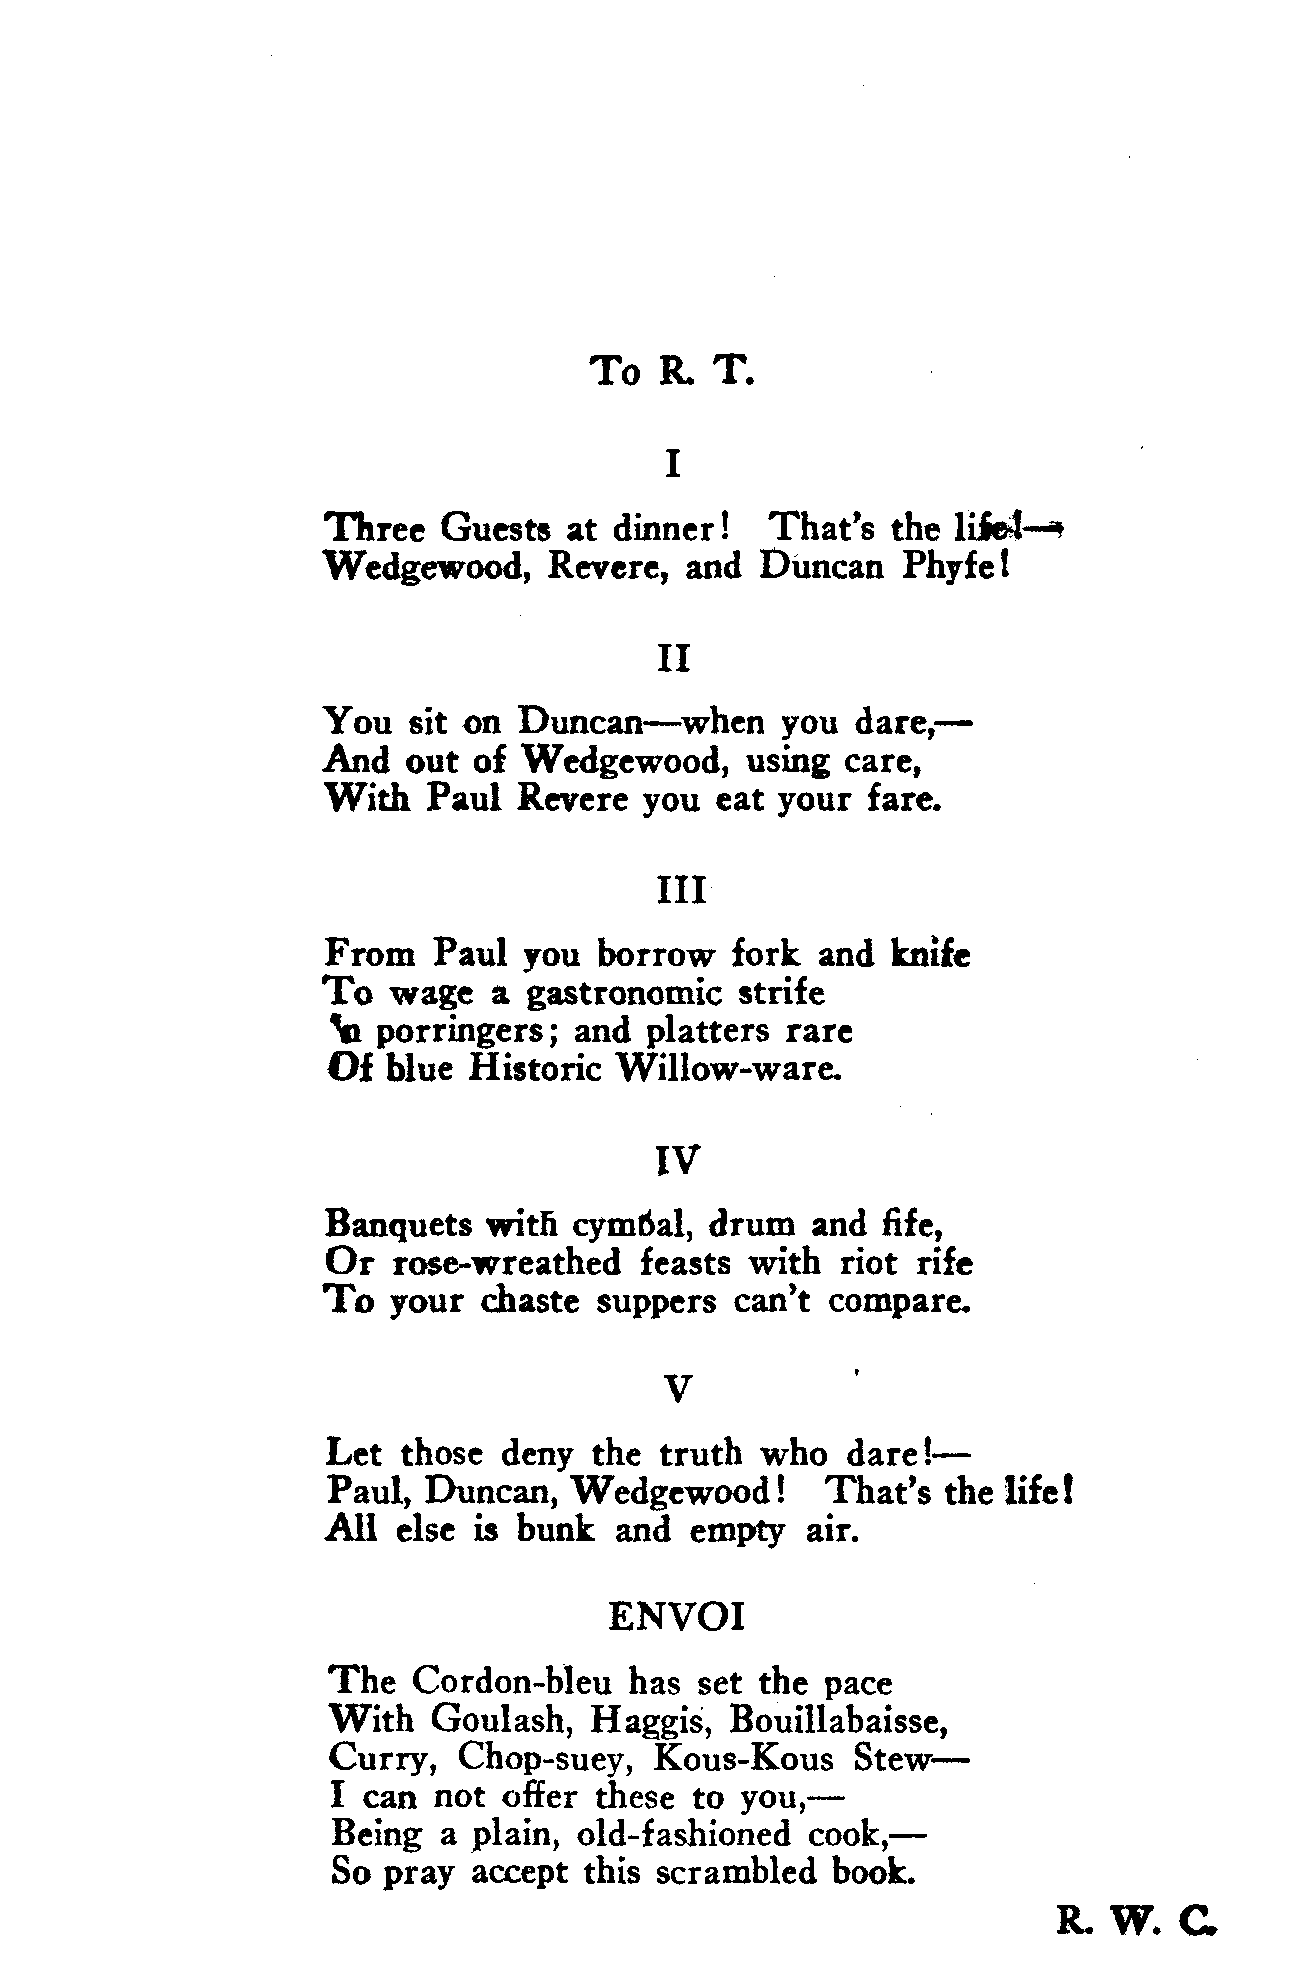 To R. T.
I
Three Guests at dinner! That's the life!—
Wedgewood, Revere, and Duncan Phyfe!
II
You sit on Duncan—when you dare,—
And out of Wedgewood, using care,
With Paul Revere you eat your fare.
III
From Paul you borrow fork and knife
To wage a gastronomic strife
In porringers; and platters rare
Of blue Historic Willow-ware.
IV
Banquets with cymbal, drum and fife,
Or rose-wreathed feasts with riot rife
To your chaste suppers can't compare.
V
Let those deny the truth who dare!—
Paul, Duncan, Wedgewood! That's the life!
All else is bunk and empty air.
ENVOI
The Cordon-bleu has set the pace
With Goulash, Haggis, Bouillabaisse,
Curry, Chop-suey, Kous-Kous Stew—
I can not offer these to you,—
Being a plain, old-fashioned cook,—
So pray accept this scrambled book.
R. W. C.